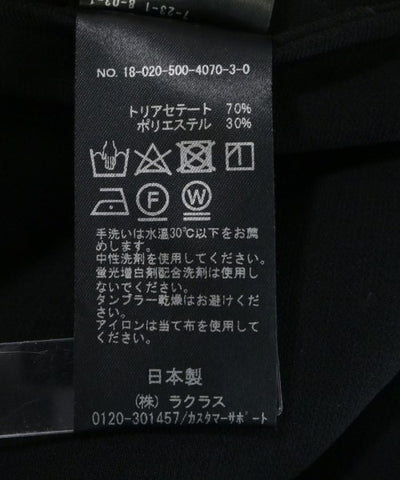 NO. 18-020-500-4070-3-0
トリアセテート 70%
ポリエステル 30%
F
W
手洗いは水温30℃以下をお薦
めします。
中性洗剤を使用してください。
蛍光増白剤配合洗剤は使用し
ないでください。
タンブラー乾燥はお避けくだ
さい。
アイロンは当て布を使用して
ください。
日本製
(株) ラクラス
0120-301457/カスタマーサポート